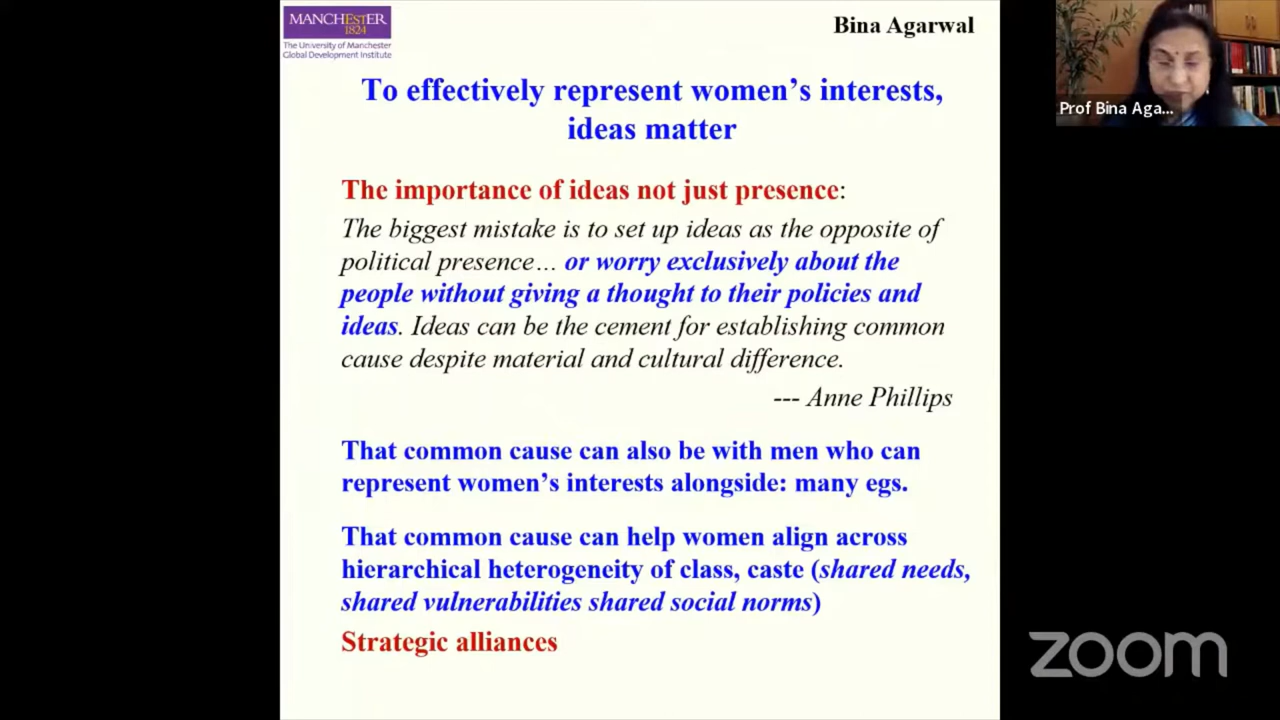 MANCHESTER
1824
The University of Manchester
Global Development Institute
Bina Agarwal
Prof Bina Aga...
To effectively represent women's interests,
ideas matter
The importance of ideas not just presence:
The biggest mistake is to set up ideas as the opposite of
political presence… or worry exclusively about the
people without giving a thought to their policies and
ideas. Ideas can be the cement for establishing common
cause despite material and cultural difference.
--- Anne Phillips
That common cause can also be with men who can
represent women's interests alongside: many egs.
That common cause can help women align across
hierarchical heterogeneity of class, caste (shared needs,
shared vulnerabilities shared social norms)
Strategic alliances
zoom